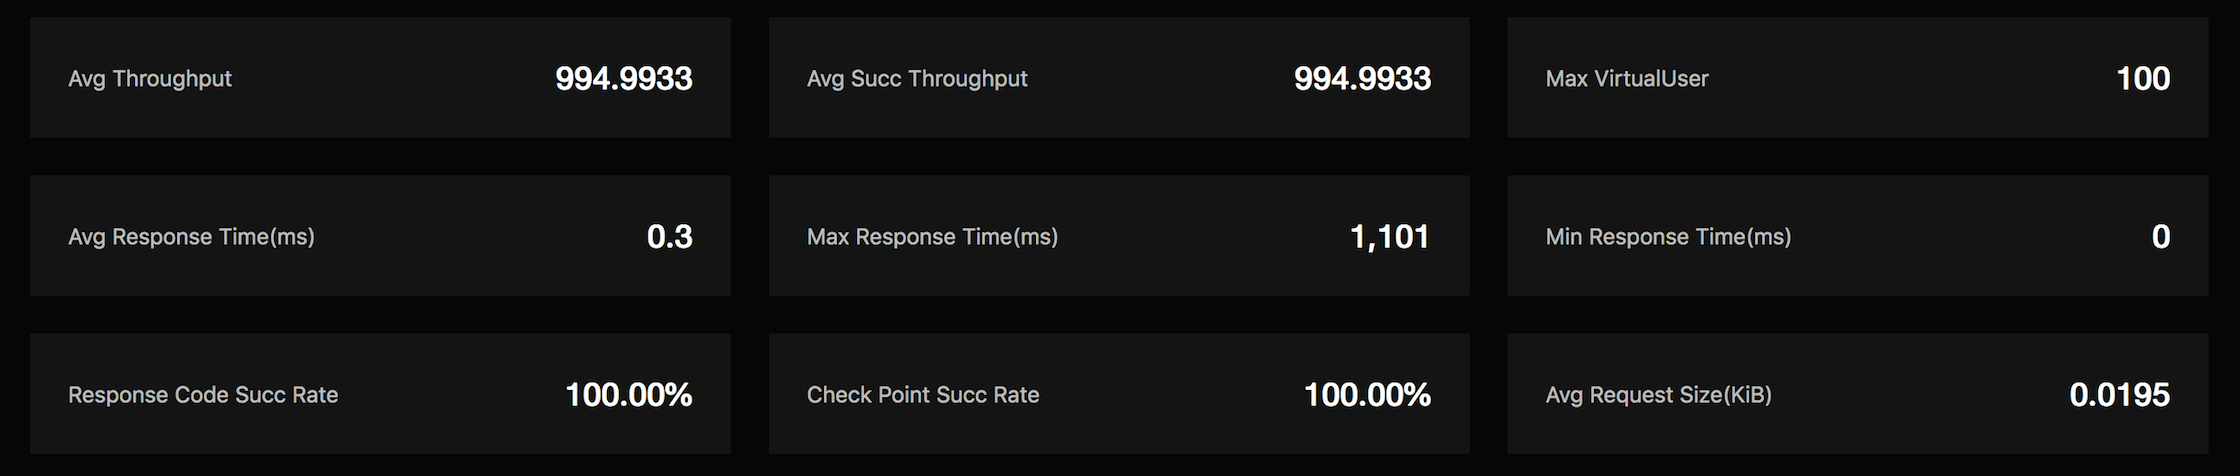 Avg Throughput 994.9933 Avg Succ Throughput 994.9933 Max VirtualUser 100
Avg Response Time(ms) 0.3 Max Response Time(ms) 1,101 Min Response Time(ms) 0
Response Code Succ Rate 100.00% Check Point Succ Rate 100.00% Avg Request Size(KiB) 0.0195